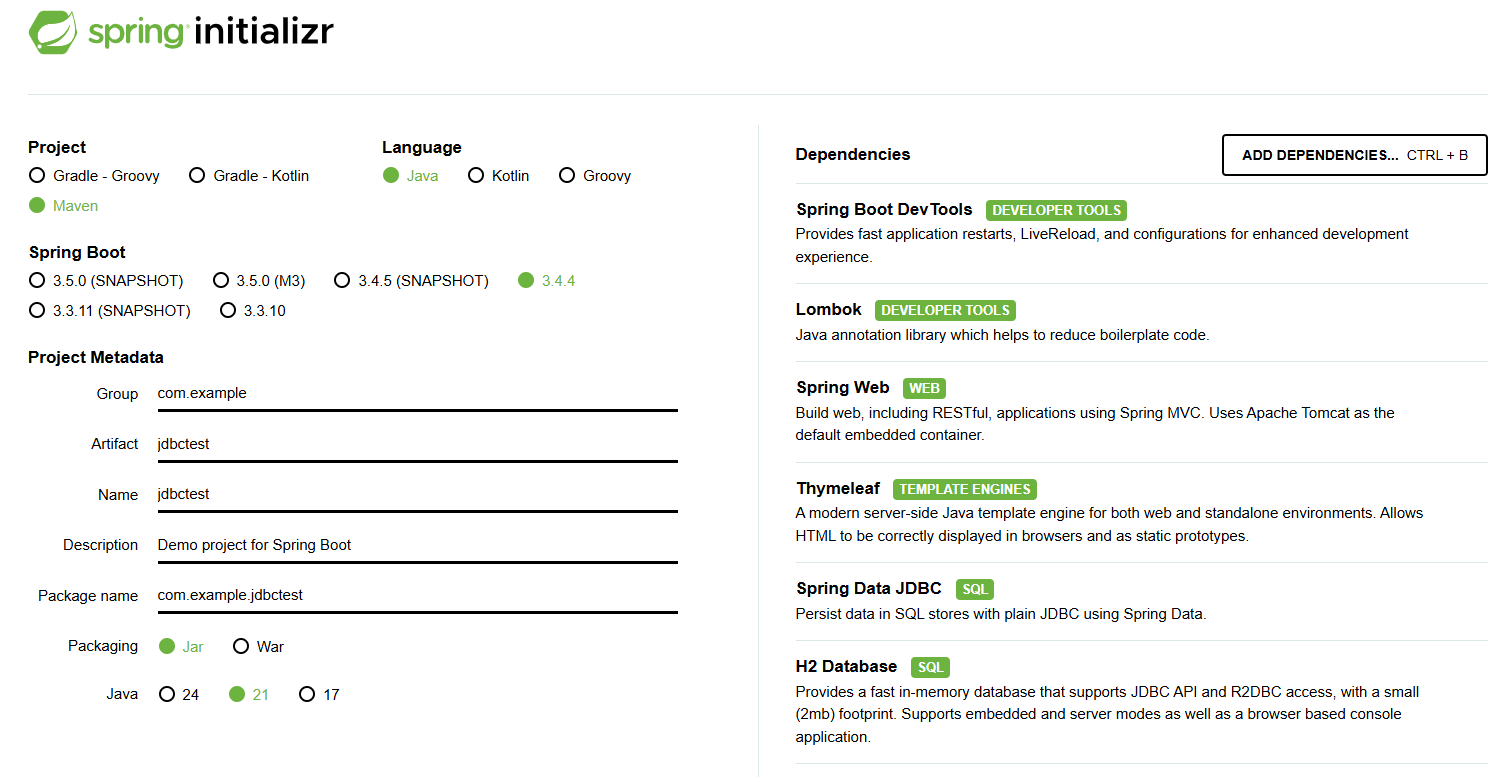 spring initializr
Project
Gradle - Groovy Gradle - Kotlin
Maven
Language
Java Kotlin Groovy
Spring Boot
3.5.0 (SNAPSHOT) 3.5.0 (M3) 3.4.5 (SNAPSHOT) 3.4.4
3.3.11 (SNAPSHOT) 3.3.10
Project Metadata
Group com.example
Artifact jdbctest
Name jdbctest
Description Demo project for Spring Boot
Package name com.example.jdbctest
Packaging Jar War
Java 24 21 17
Dependencies ADD DEPENDENCIES... CTRL + B
Spring Boot DevTools DEVELOPER TOOLS
Provides fast application restarts, LiveReload, and configurations for enhanced development
experience.
Lombok DEVELOPER TOOLS
Java annotation library which helps to reduce boilerplate code.
Spring Web WEB
Build web, including RESTful, applications using Spring MVC. Uses Apache Tomcat as the
default embedded container.
Thymeleaf TEMPLATE ENGINES
A modern server-side Java template engine for both web and standalone environments. Allows
HTML to be correctly displayed in browsers and as static prototypes.
Spring Data JDBC SQL
Persist data in SQL stores with plain JDBC using Spring Data.
H2 Database SQL
Provides a fast in-memory database that supports JDBC API and R2DBC access, with a small
(2mb) footprint. Supports embedded and server modes as well as a browser based console
application.